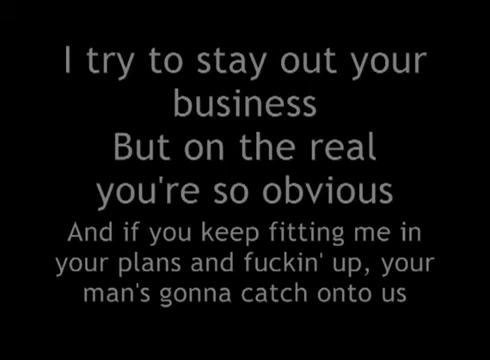 I try to stay out your
business
But on the real
you're so obvious
And if you keep fitting me in
your plans and fuckin' up, your
man's gonna catch onto us